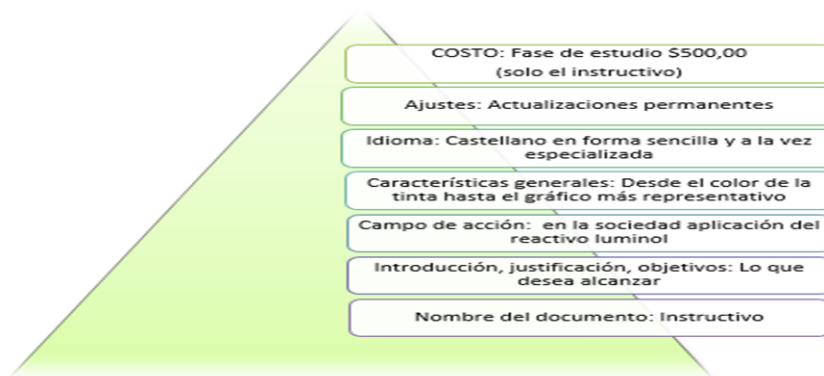 COSTO: Fase de estudio $500,00
(solo el instructivo)
Ajustes: Actualizaciones permanentes
Idioma: Castellano en forma sencilla y a la vez
especializada
Características generales: Desde el color de la
tinta hasta el gráfico más representativo
Campo de acción: en la sociedad aplicación del
reactivo luminol
Introducción, justificación, objetivos: Lo que
desea alcanzar
Nombre del documento: Instructivo